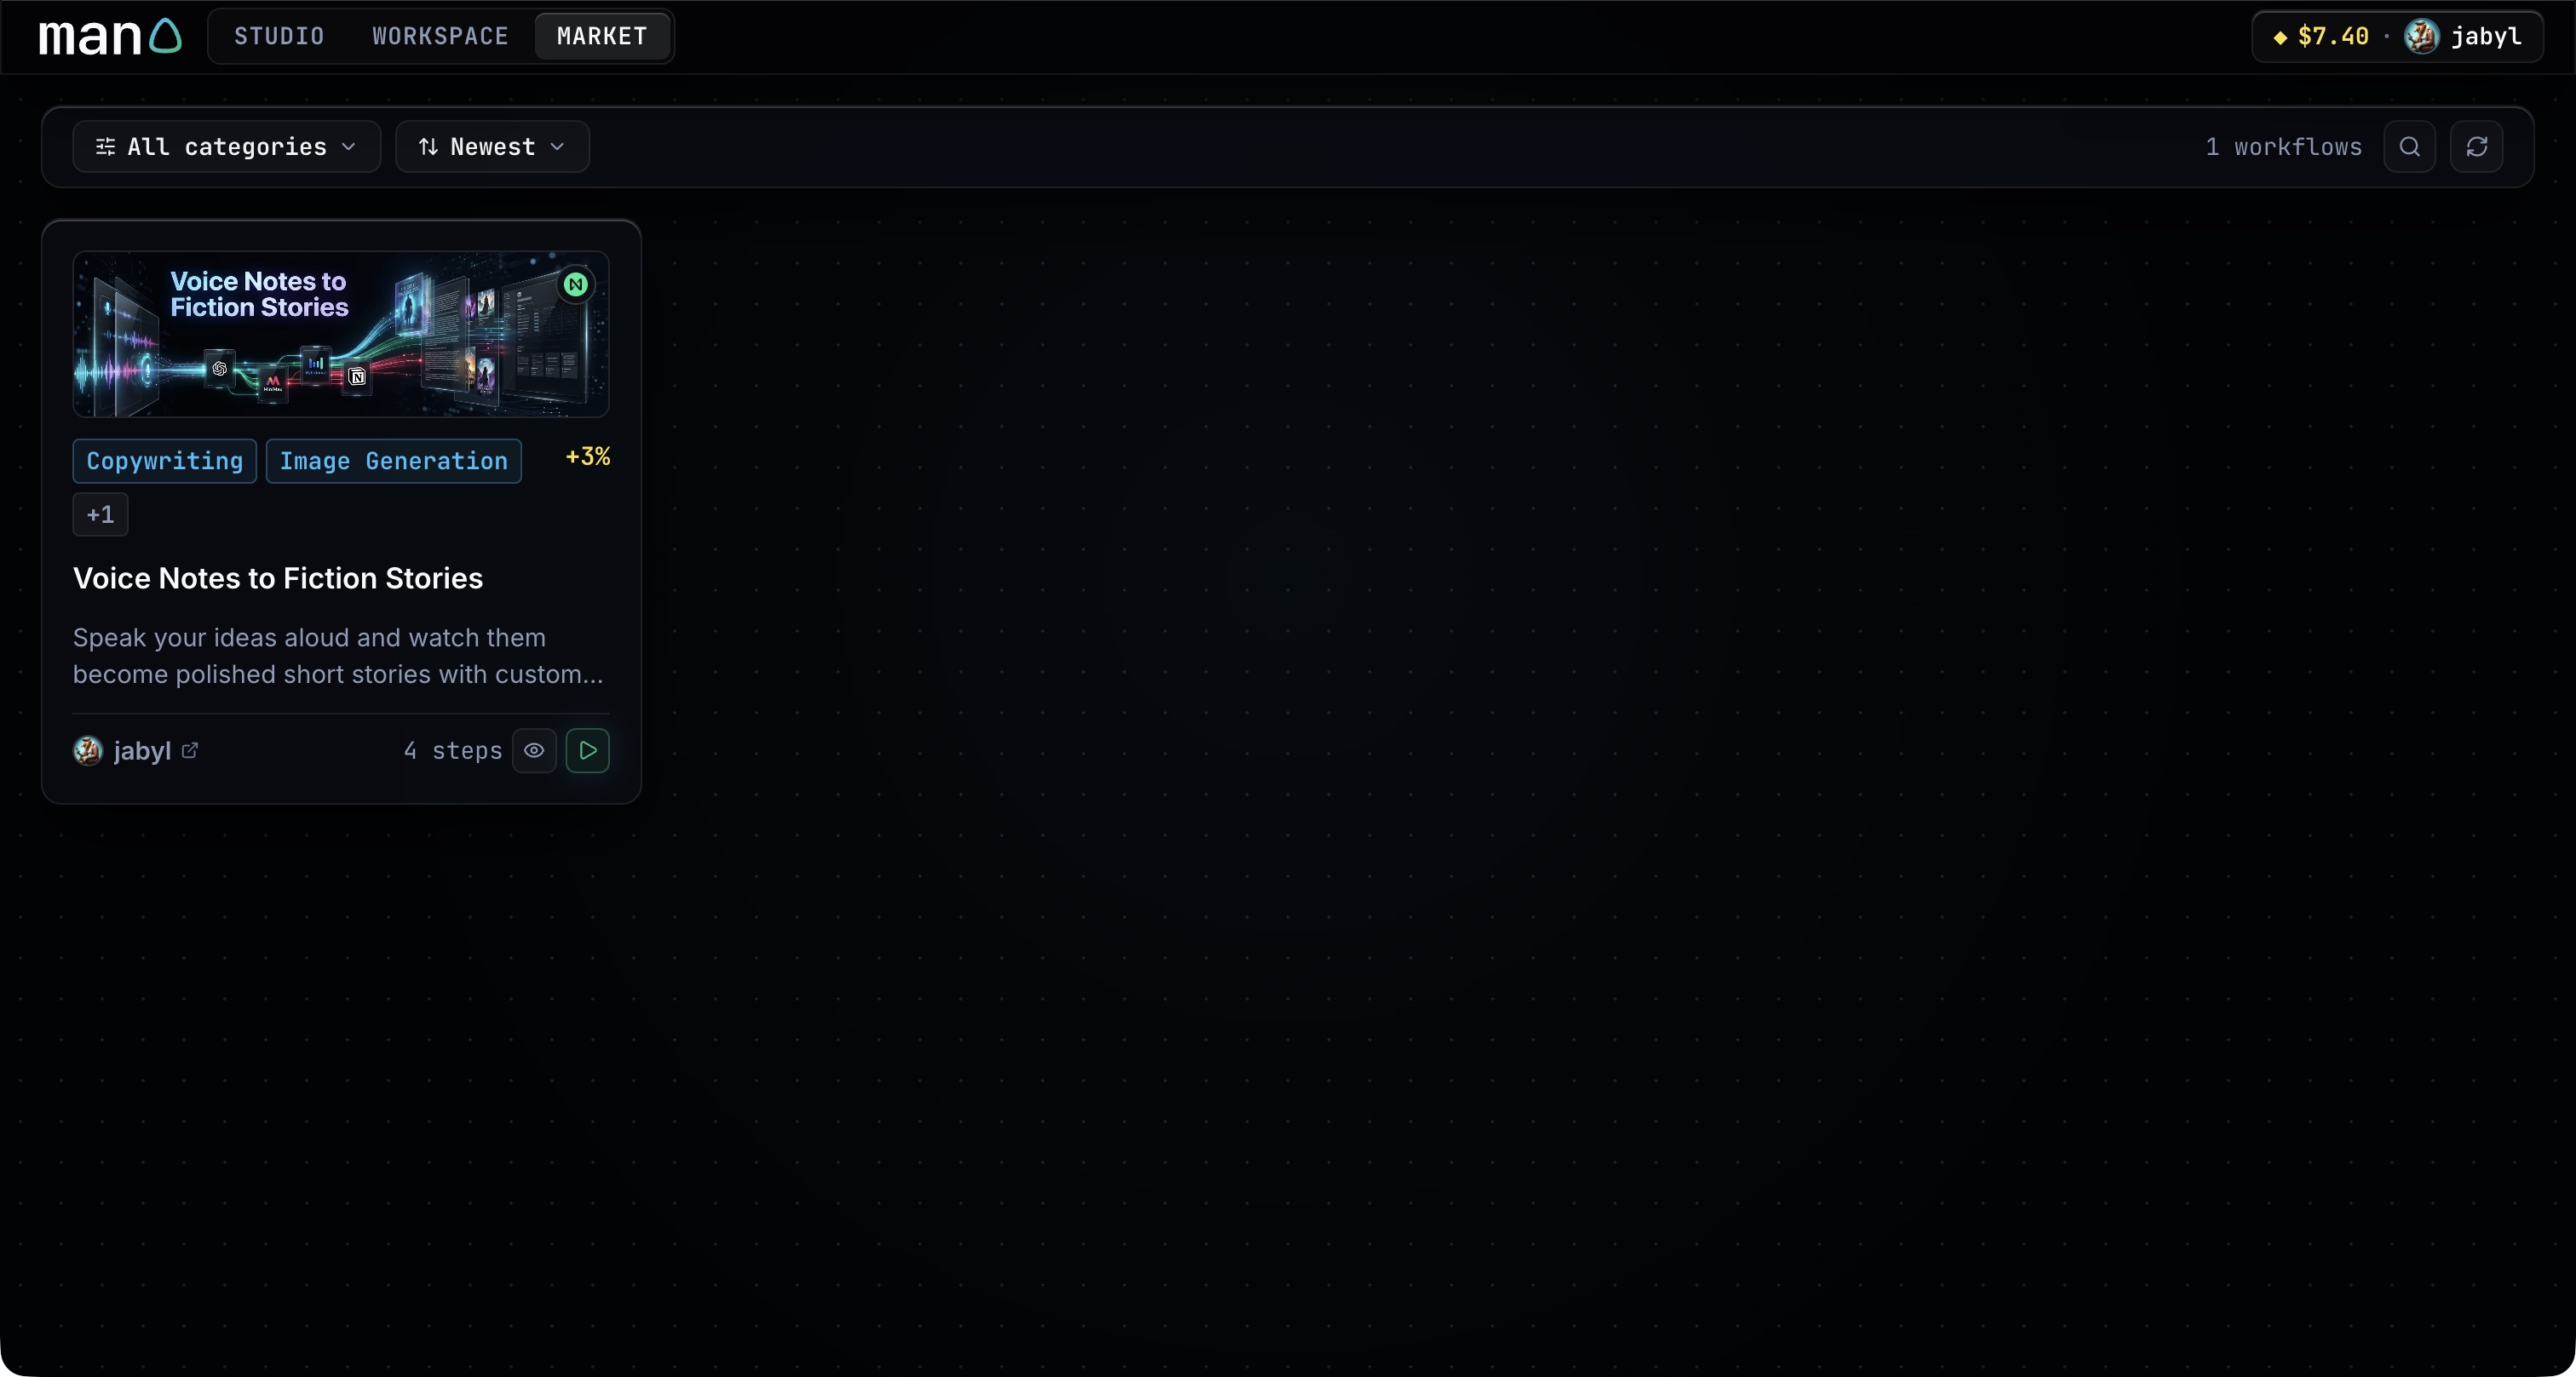 man
STUDIO
WORKSPACE
MARKET
$7.40 · jabyl
All categories
Newest
1 workflows
Voice Notes to
Fiction Stories
Copywriting
Image Generation
+3%
+1
Voice Notes to Fiction Stories
Speak your ideas aloud and watch them
become polished short stories with custom...
jabyl
4 steps